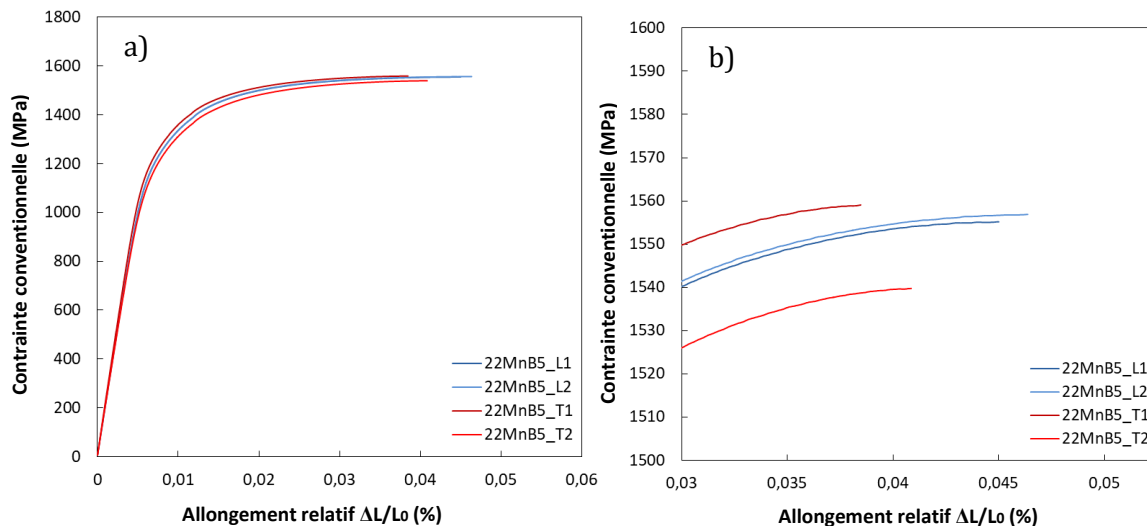 a)
Contrainte conventionnelle (MPa)
1800
1600
1400
1200
1000
800
600
400
200
0
0
0,01
0,02
0,03
0,04
0,05
0,06
22MnB5_L1
22MnB5_L2
22MnB5_T1
22MnB5_T2
Allongement relatif ΔL/L₀ (%)
b)
Contrainte conventionnelle (MPa)
1600
1590
1580
1570
1560
1550
1540
1530
1520
1510
1500
0,03
0,035
0,04
0,045
0,05
22MnB5_L1
22MnB5_L2
22MnB5_T1
22MnB5_T2
Allongement relatif ΔL/L₀ (%)